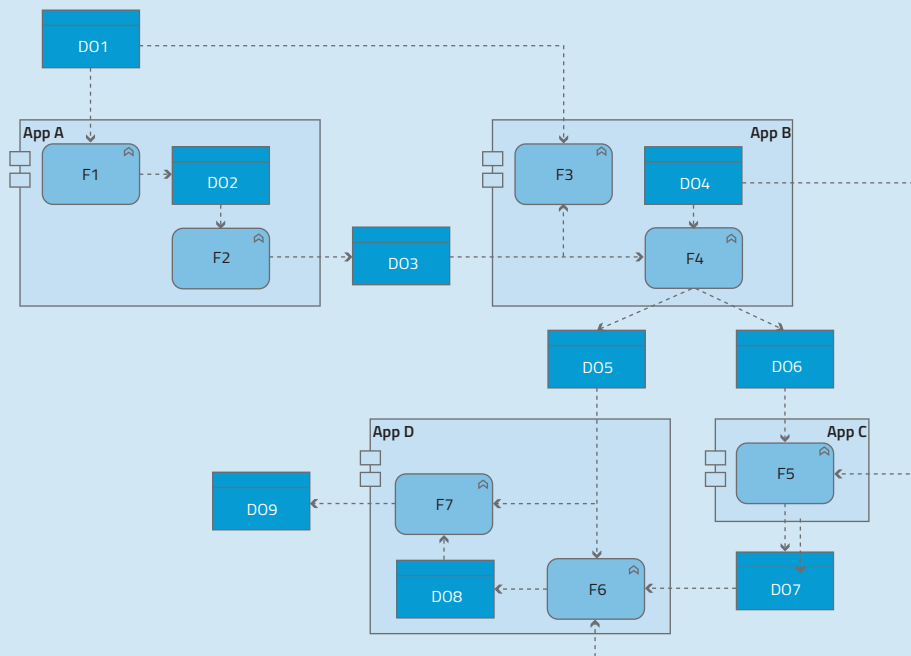 DO1
App A
App B
F1
DO2
F3
DO4
F2
DO3
F4
DO5
DO6
App D
App C
F5
DO9
F7
DO8
F6
DO7